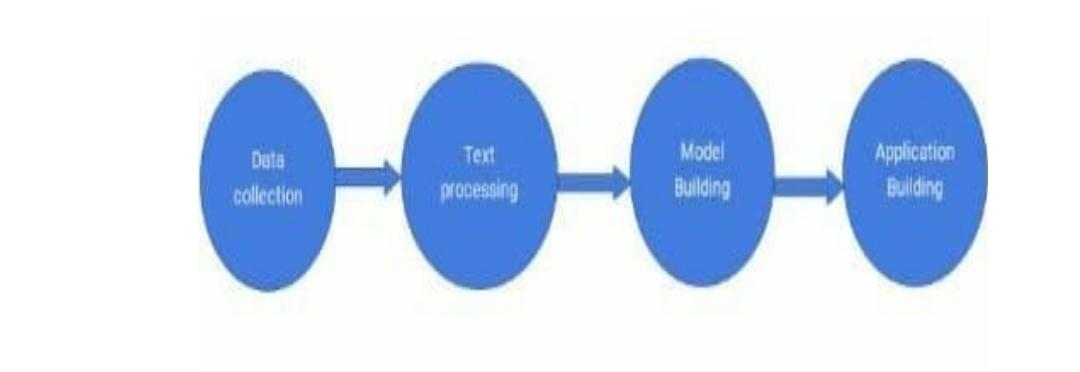 Data
collection
Text
processing
Model
Building
Application
Building